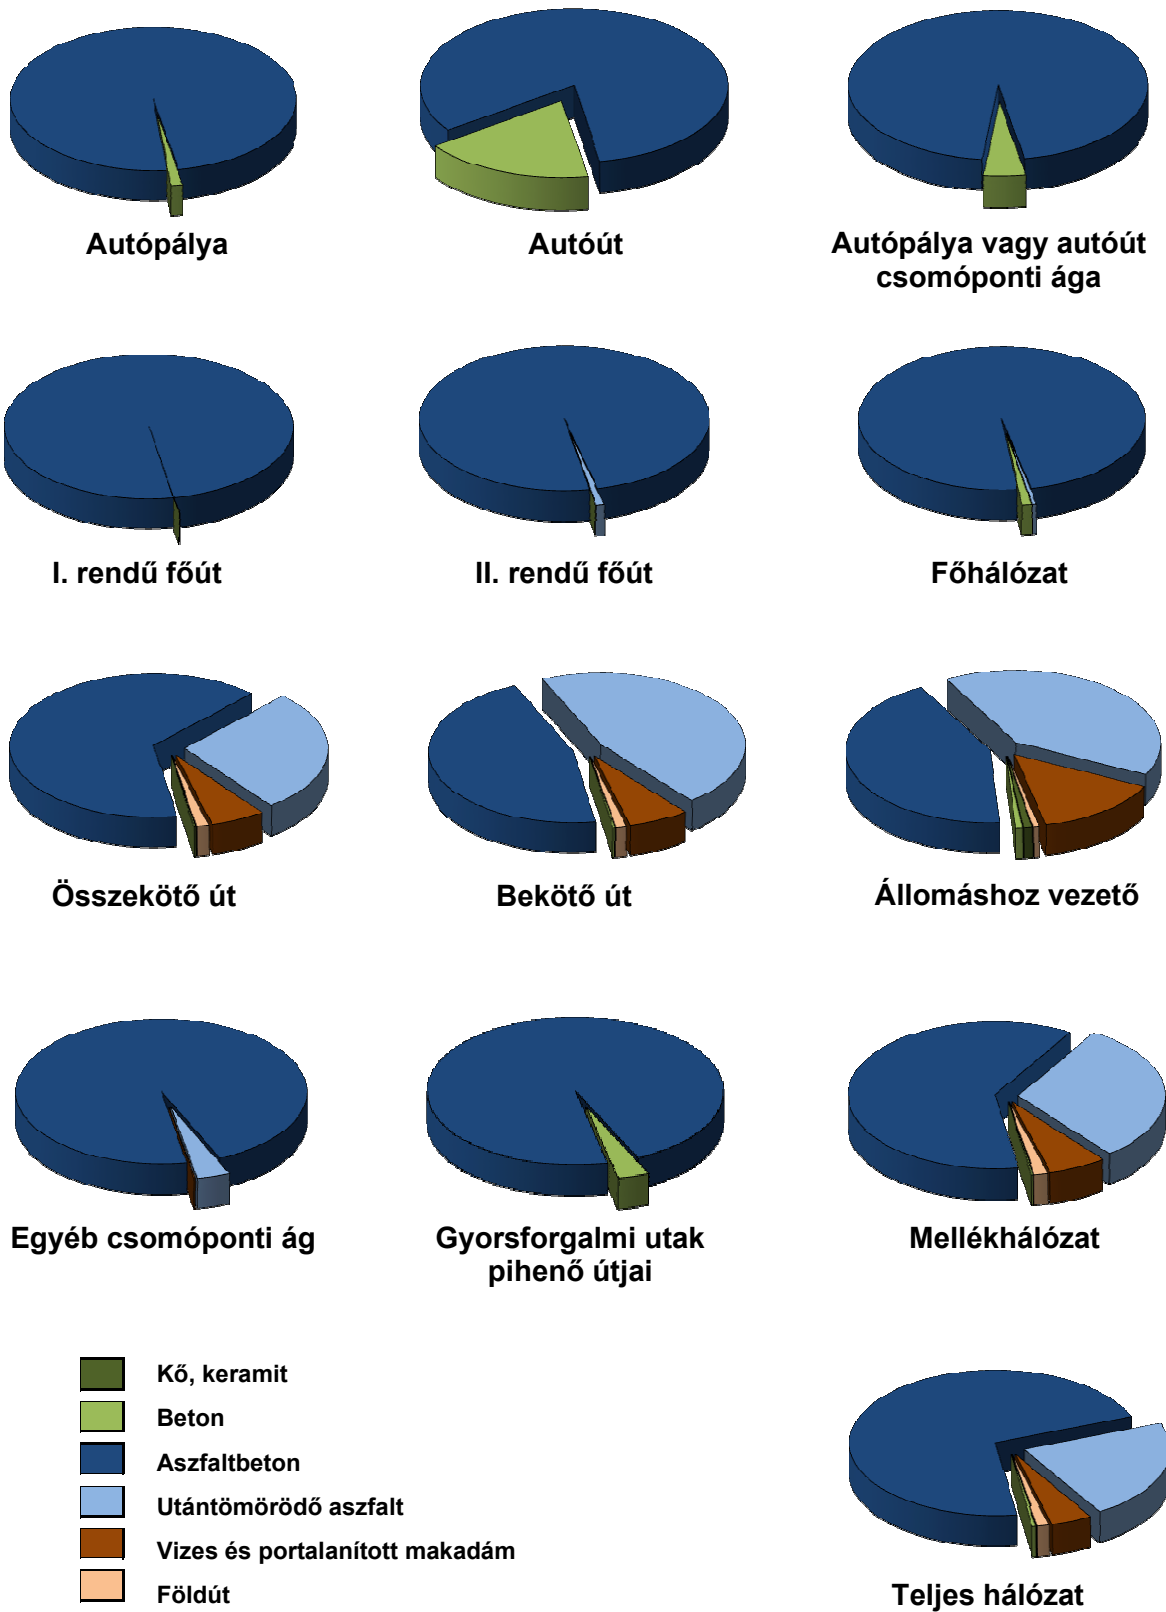 Autópálya
Autóút
Autópálya vagy autóút
csomóponti ága
I. rendű főút
II. rendű főút
Főhálózat
Összekötő út
Bekötő út
Állomáshoz vezető
Egyéb csomóponti ág
Gyorsforgalmi utak
pihenő útjai
Mellékhálózat
Kő, keramit
Beton
Aszfaltbeton
Utántömörödő aszfalt
Vizes és portalanított makadám
Földút
Teljes hálózat